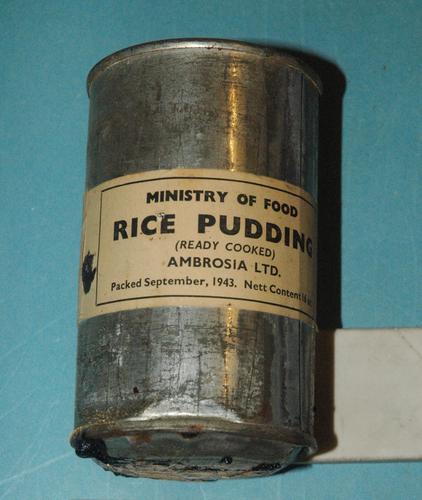 MINISTRY OF FOOD
RICE PUDDING
(READY COOKED)
AMBROSIA LTD.
Packed September, 1943. Nett Content